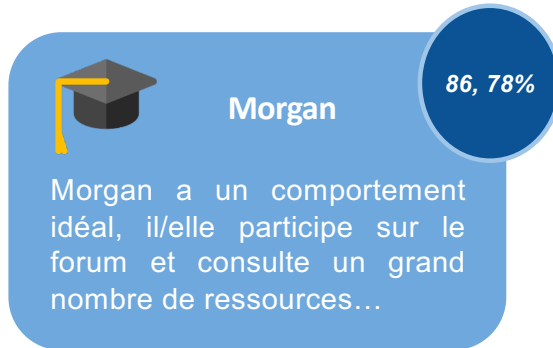 86, 78%
Morgan
Morgan a un comportement
idéal, il/elle participe sur le
forum et consulte un grand
nombre de ressources…